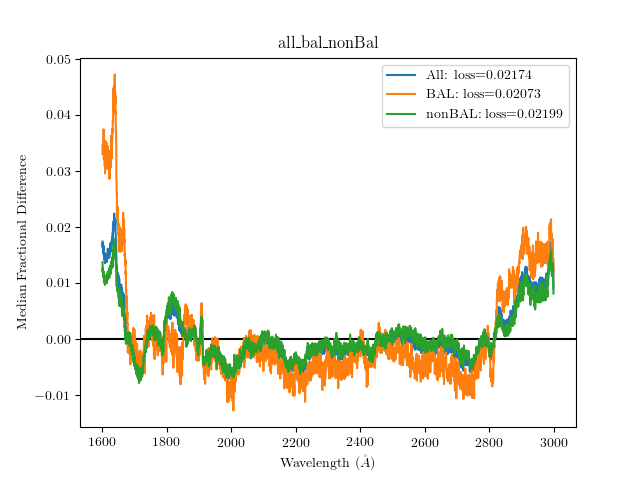 all_bal_nonBal
All: loss=0.02174
BAL: loss=0.02073
nonBAL: loss=0.02199
Median Fractional Difference
0.05
0.04
0.03
0.02
0.01
0.00
−0.01
1600 1800 2000 2200 2400 2600 2800 3000
Wavelength (Å)